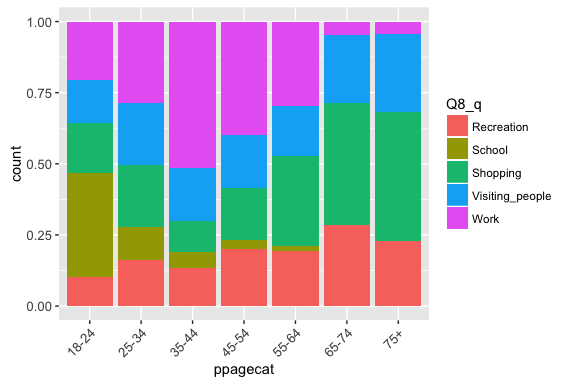 1.00
0.75
0.50
0.25
0.00
count
18-24
25-34
35-44
45-54
55-64
65-74
75+
ppagecat
Q8_q
Recreation
School
Shopping
Visiting_people
Work